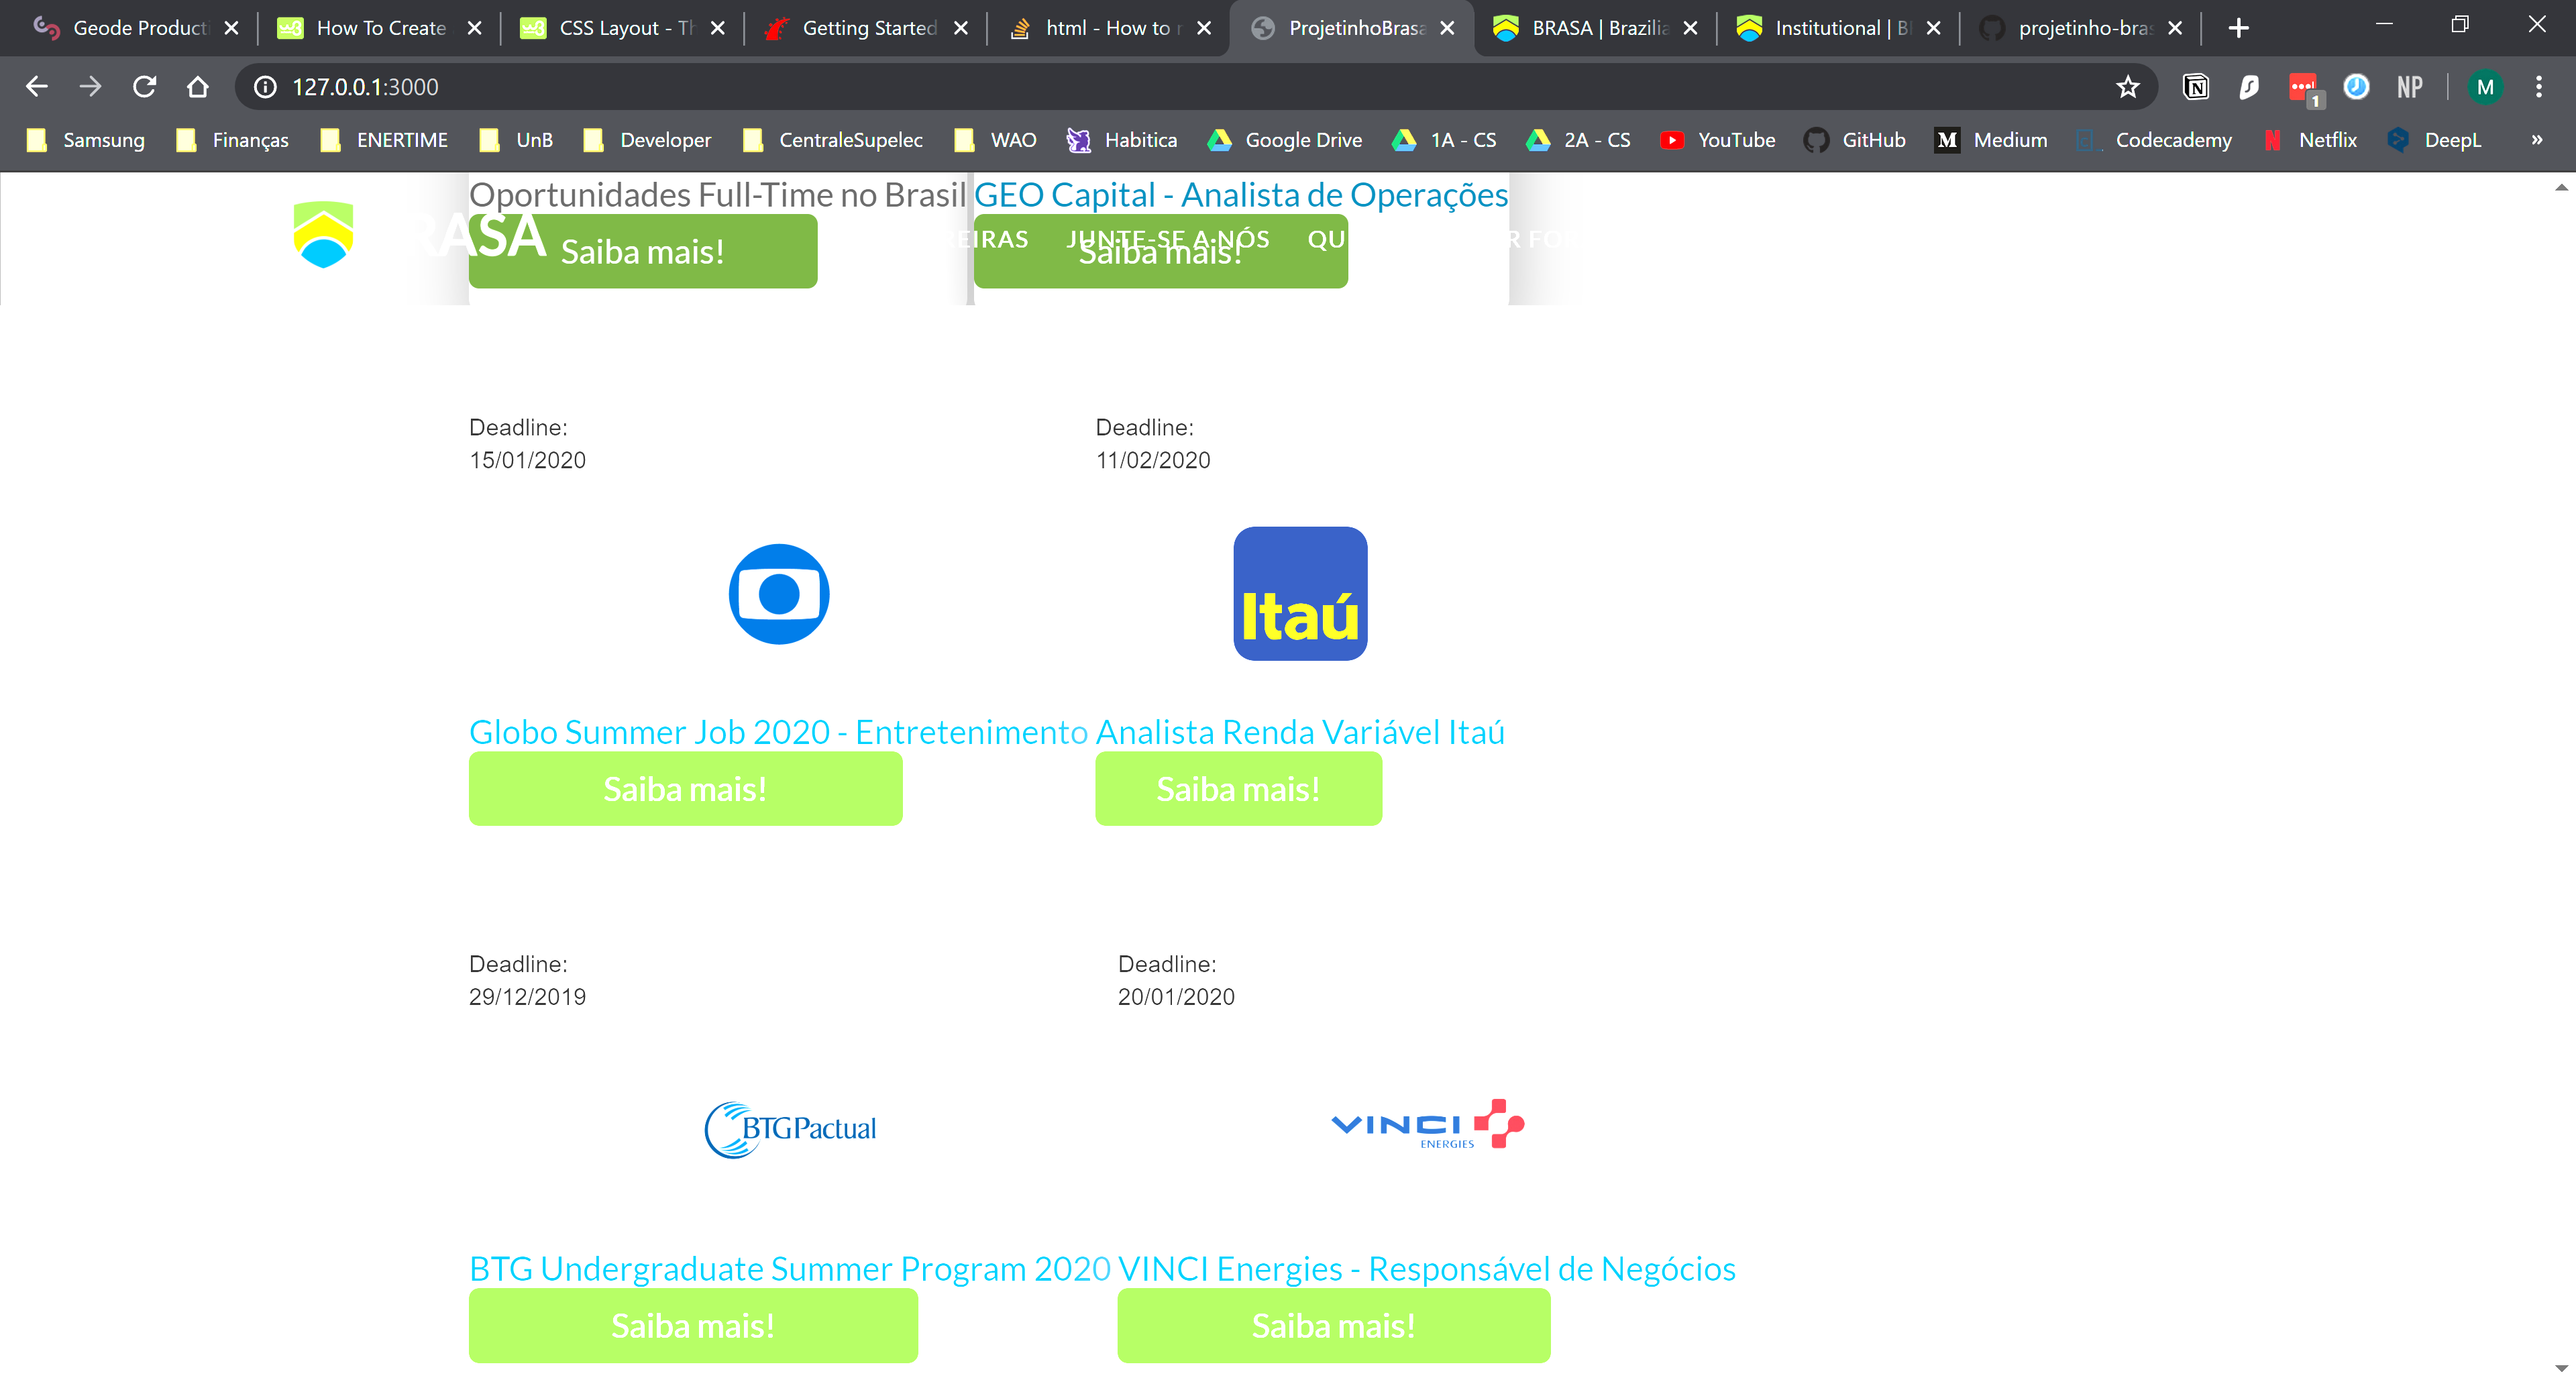 Geode Producti
How To Create
CSS Layout - Th
Getting Started
html - How to r
ProjetinhoBrasa
BRASA | Brazilia
Institutional | B
projetinho-bras
127.0.0.1:3000
NP
1
M
Samsung
Finanças
ENERTIME
UnB
Developer
CentraleSupelec
WAO
Habitica
Google Drive
1A - CS
2A - CS
YouTube
GitHub
Medium
Codecademy
Netflix
DeepL
»
Oportunidades Full-Time no Brasil
GEO Capital - Analista de Operações
RASA
EIRAS
JUNTE-SE A NÓS
QU
R FO
Saiba mais!
Saiba mais!
Deadline:
15/01/2020
Deadline:
11/02/2020
Itaú
Globo Summer Job 2020 - Entretenimento
Analista Renda Variável Itaú
Saiba mais!
Saiba mais!
Deadline:
29/12/2019
Deadline:
20/01/2020
BTGPactual
VINCI
ENERGIES
BTG Undergraduate Summer Program 2020
VINCI Energies - Responsável de Negócios
Saiba mais!
Saiba mais!